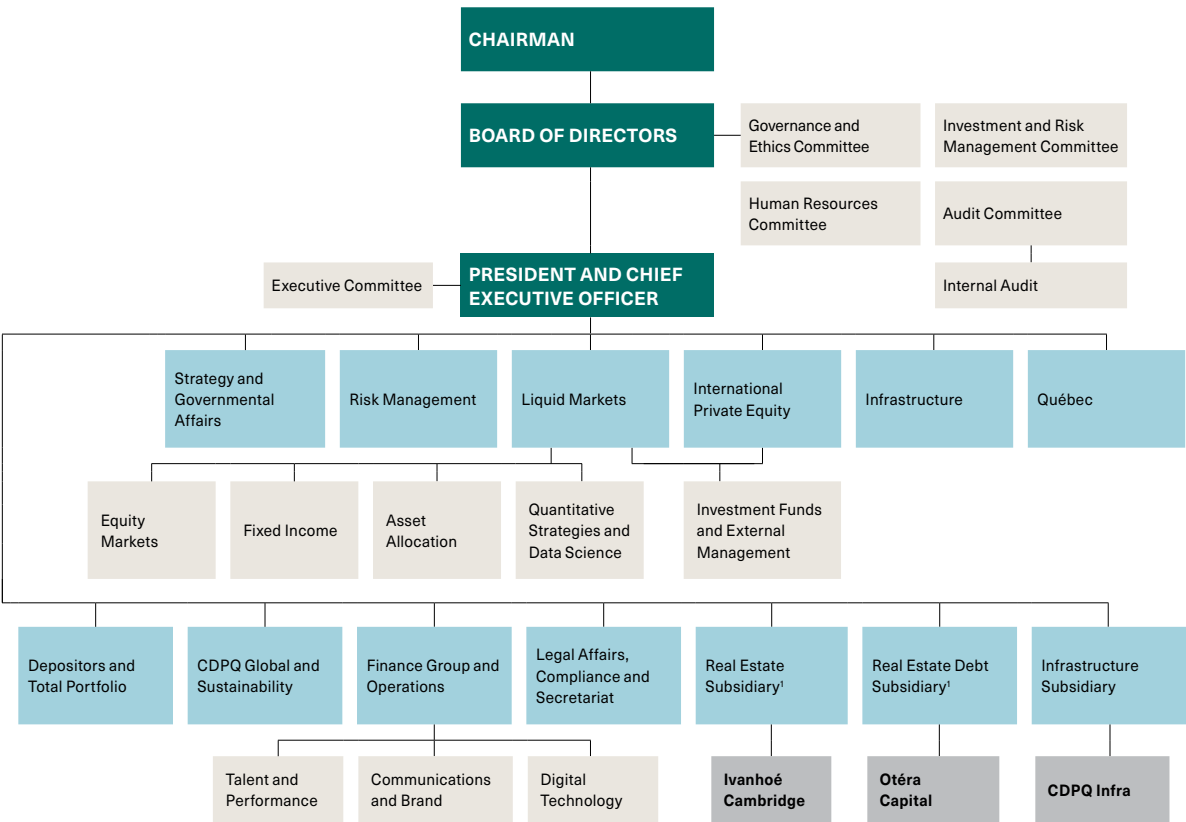 CHAIRMAN
BOARD OF DIRECTORS
Governance and
Ethics Committee
Investment and Risk
Management Committee
Human Resources
Committee
Audit Committee
Executive Committee
PRESIDENT AND CHIEF
EXECUTIVE OFFICER
Internal Audit
Strategy and
Governmental
Affairs
Risk Management
Liquid Markets
International
Private Equity
Infrastructure
Québec
Equity
Markets
Fixed Income
Asset
Allocation
Quantitative
Strategies and
Data Science
Investment Funds
and External
Management
Depositors and
Total Portfolio
CDPQ Global and
Sustainability
Finance Group and
Operations
Legal Affairs,
Compliance and
Secretariat
Real Estate
Subsidiary¹
Real Estate Debt
Subsidiary¹
Infrastructure
Subsidiary
Talent and
Performance
Communications
and Brand
Digital
Technology
Ivanhoé
Cambridge
Otéra
Capital
CDPQ Infra